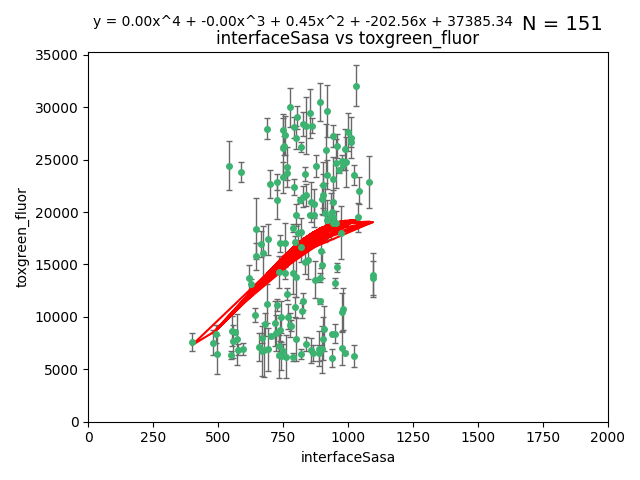 y = 0.00x^4 + -0.00x^3 + 0.45x^2 + -202.56x + 37385.34 N = 151
interfaceSasa vs toxgreen_fluor
35000
30000
25000
20000
15000
10000
5000
0
toxgreen_fluor
0 250 500 750 1000 1250 1500 1750 2000
interfaceSasa